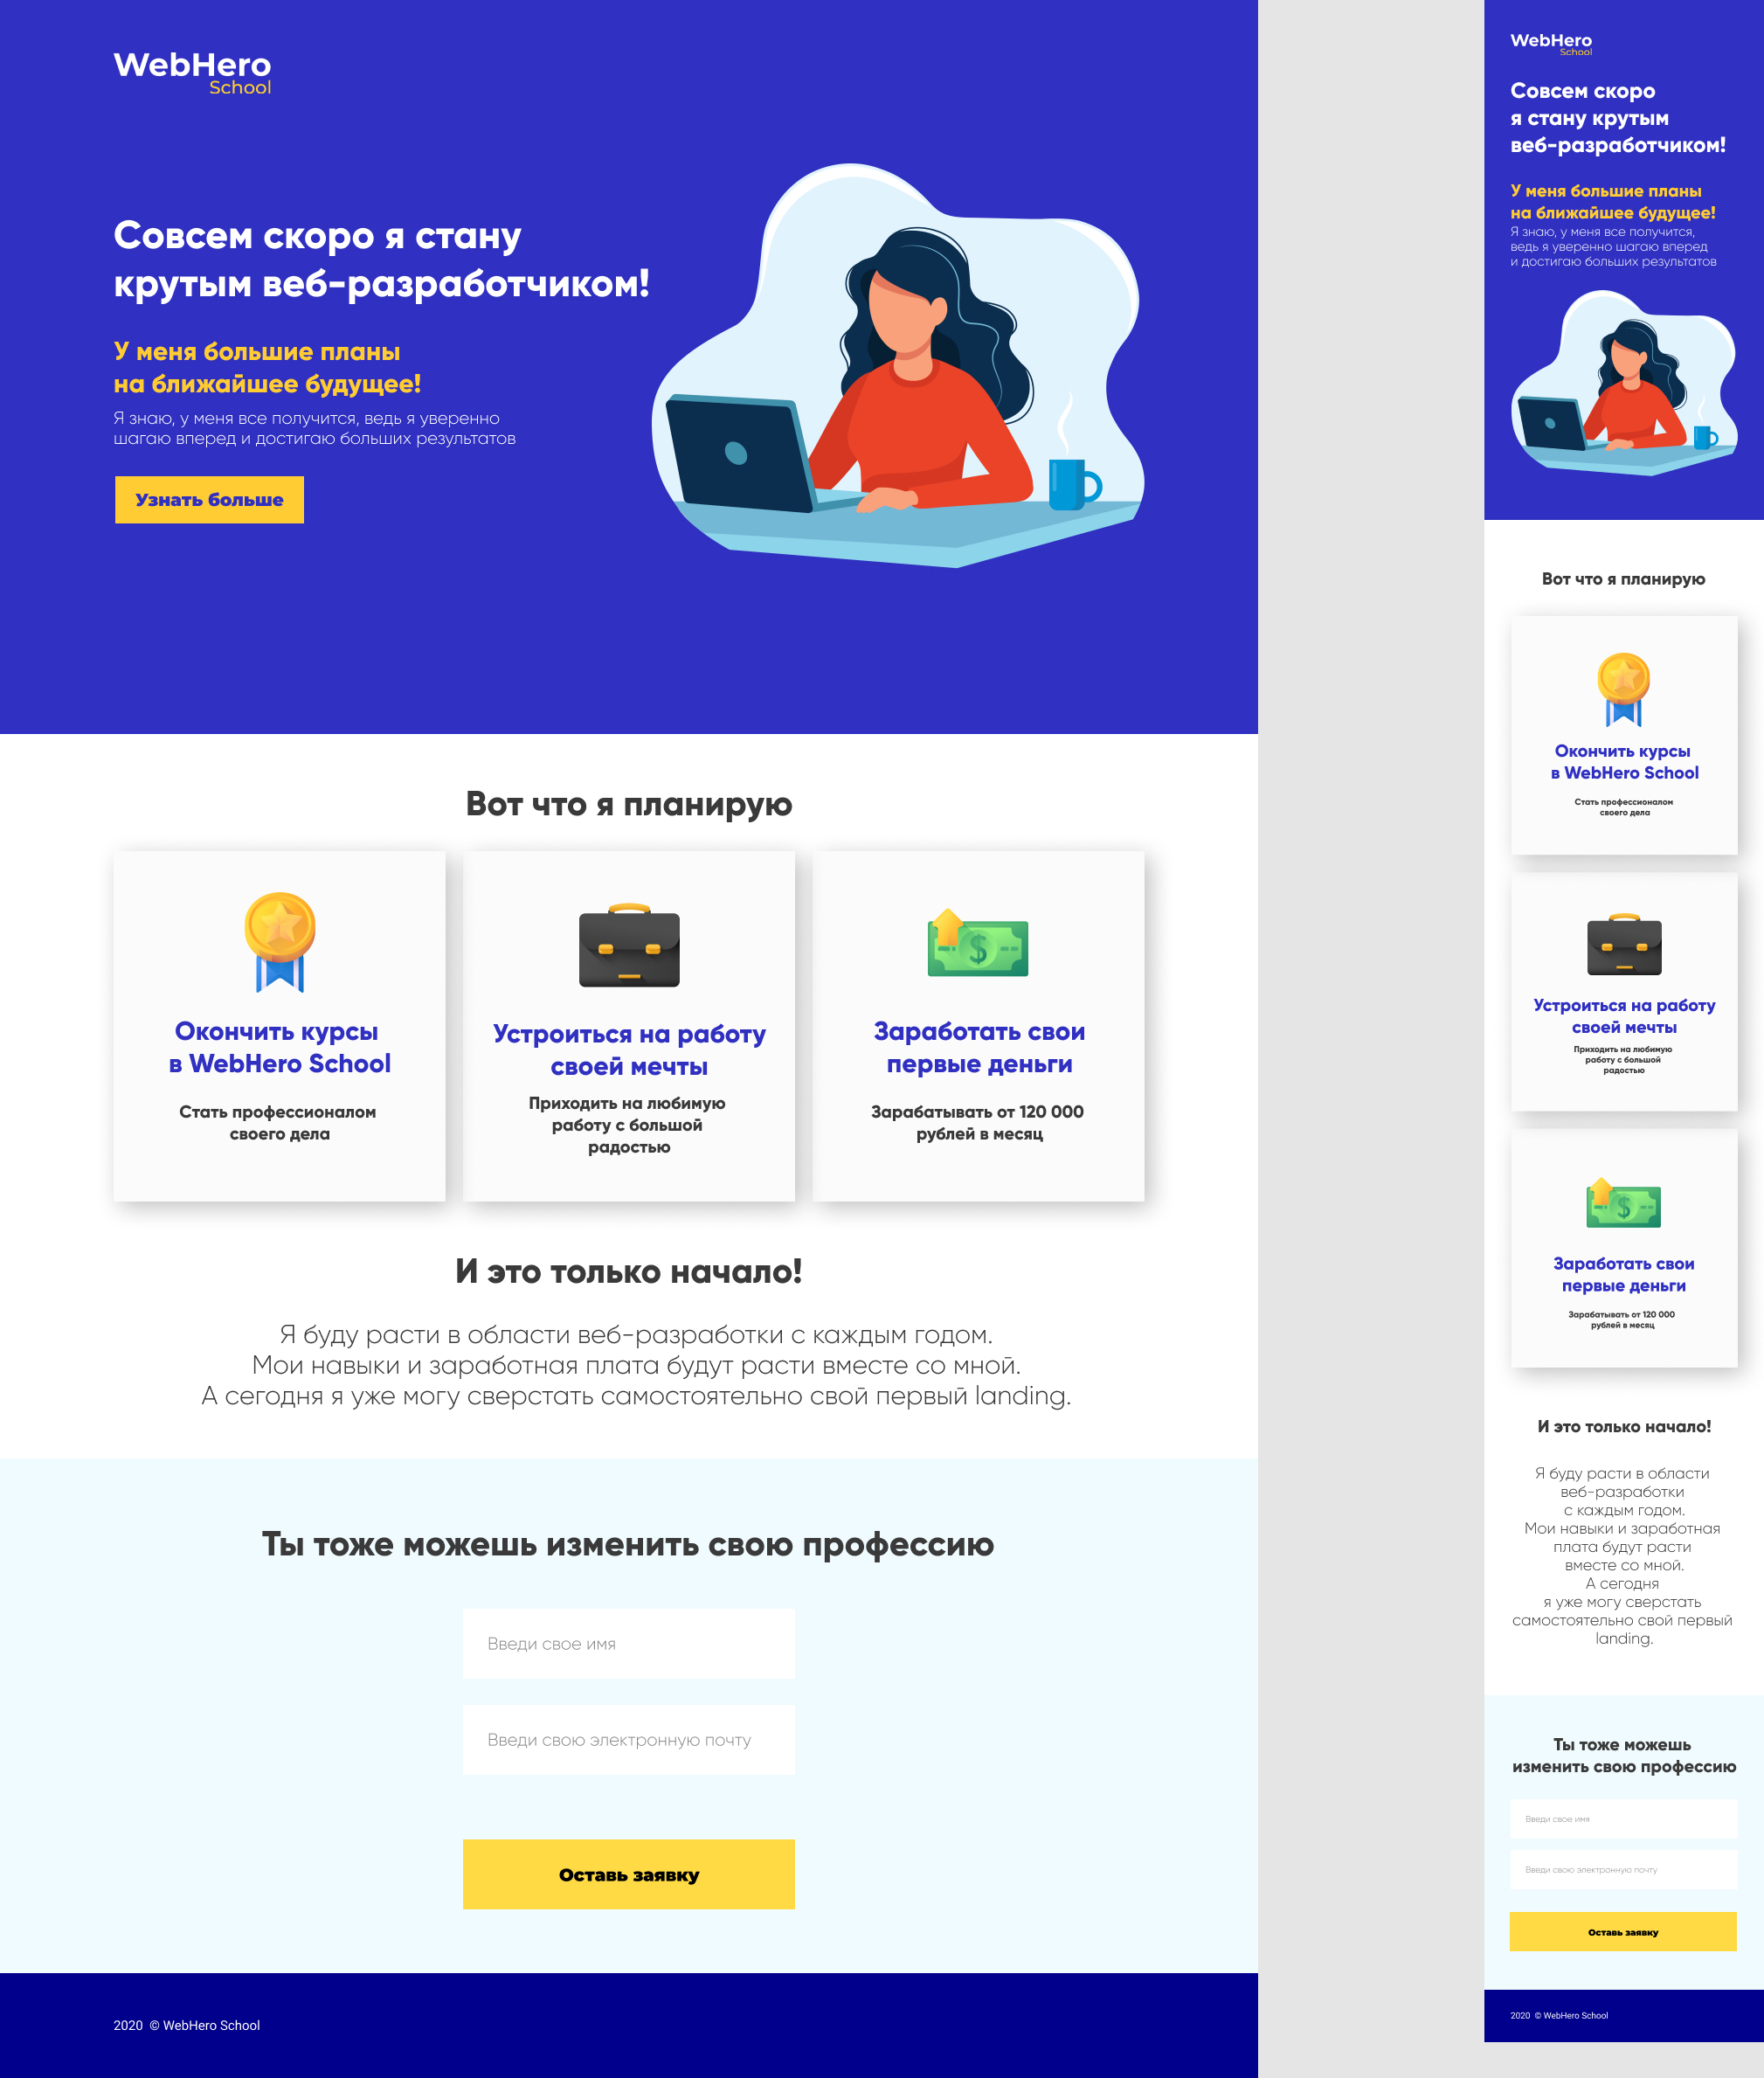 WebHero
School
Совсем скоро я стану
крутым веб-разработчиком!
У меня большие планы
на ближайшее будущее!
Я знаю, у меня все получится, ведь я уверенно
шагаю вперед и достигаю больших результатов
Узнать больше
Вот что я планирую
Окончить курсы
в WebHero School
Стать профессионалом
своего дела
Устроиться на работу
своей мечты
Приходить на любимую
работу с большой
радостью
$
Заработать свои
первые деньги
Зарабатывать от 120 000
рублей в месяц
И это только начало!
Я буду расти в области веб-разработки с каждым годом.
Мои навыки и заработная плата будут расти вместе со мной.
А сегодня я уже могу сверстать самостоятельно свой первый landing.
Ты тоже можешь изменить свою профессию
Введи свое имя
Введи свою электронную почту
Оставь заявку
2020 © WebHero School
WebHero
School
Совсем скоро
я стану крутым
веб-разработчиком!
У меня большие планы
на ближайшее будущее!
Я знаю, у меня все получится,
ведь я уверенно шагаю вперед
и достигаю больших результатов
Вот что я планирую
Окончить курсы
в WebHero School
Стать профессионалом
своего дела
Устроиться на работу
своей мечты
Приходить на любимую
работу с большой
радостью
$
Заработать свои
первые деньги
Зарабатывать от 120 000
рублей в месяц
И это только начало!
Я буду расти в области
веб-разработки
с каждым годом.
Мои навыки и заработная
плата будут расти
вместе со мной.
А сегодня
я уже могу сверстать
самостоятельно свой первый
landing.
Ты тоже можешь
изменить свою профессию
Введи свое имя
Введи свою электронную почту
Оставь заявку
2020 © WebHero School